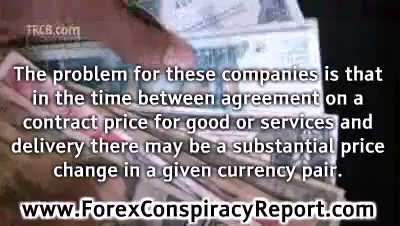 TRCB.com
The problem for these companies is that
in the time between agreement on a
contract price for good or services and
delivery there may be a substantial price
change in a given currency pair.
www.ForexConspiracyReport.com